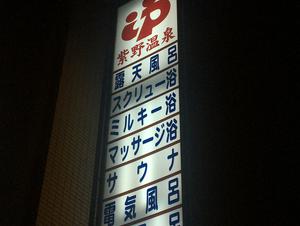 紫野温泉
露天風呂
スクリュー浴
ミルキー浴
マッサージ浴
サウナ
電気風呂